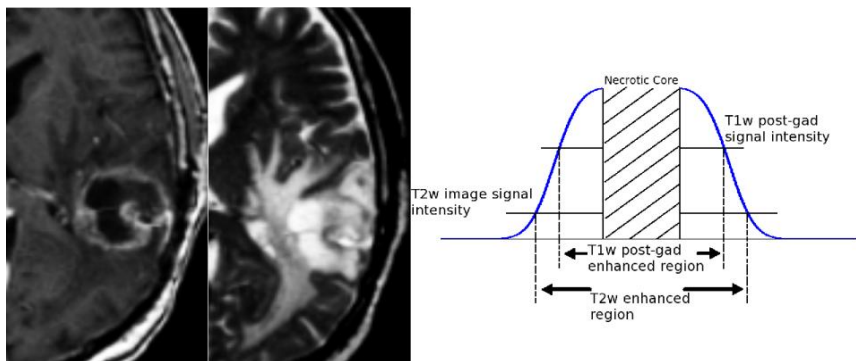 Necrotic Core
T1w post-gad
signal intensity
T2w image signal
intensity
T1w post-gad
enhanced region
T2w enhanced
region